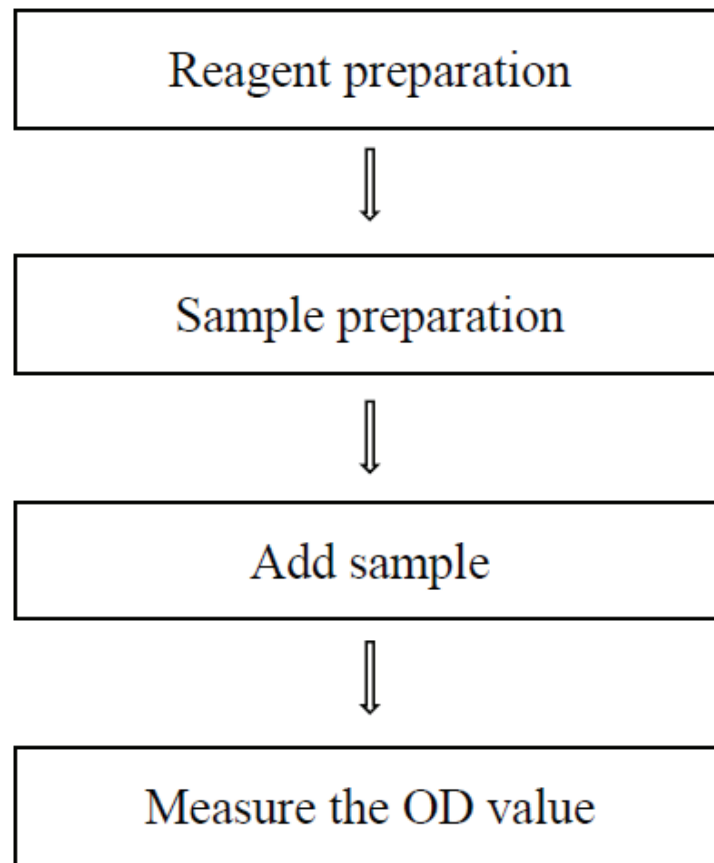 Reagent preparation
Sample preparation
Add sample
Measure the OD value